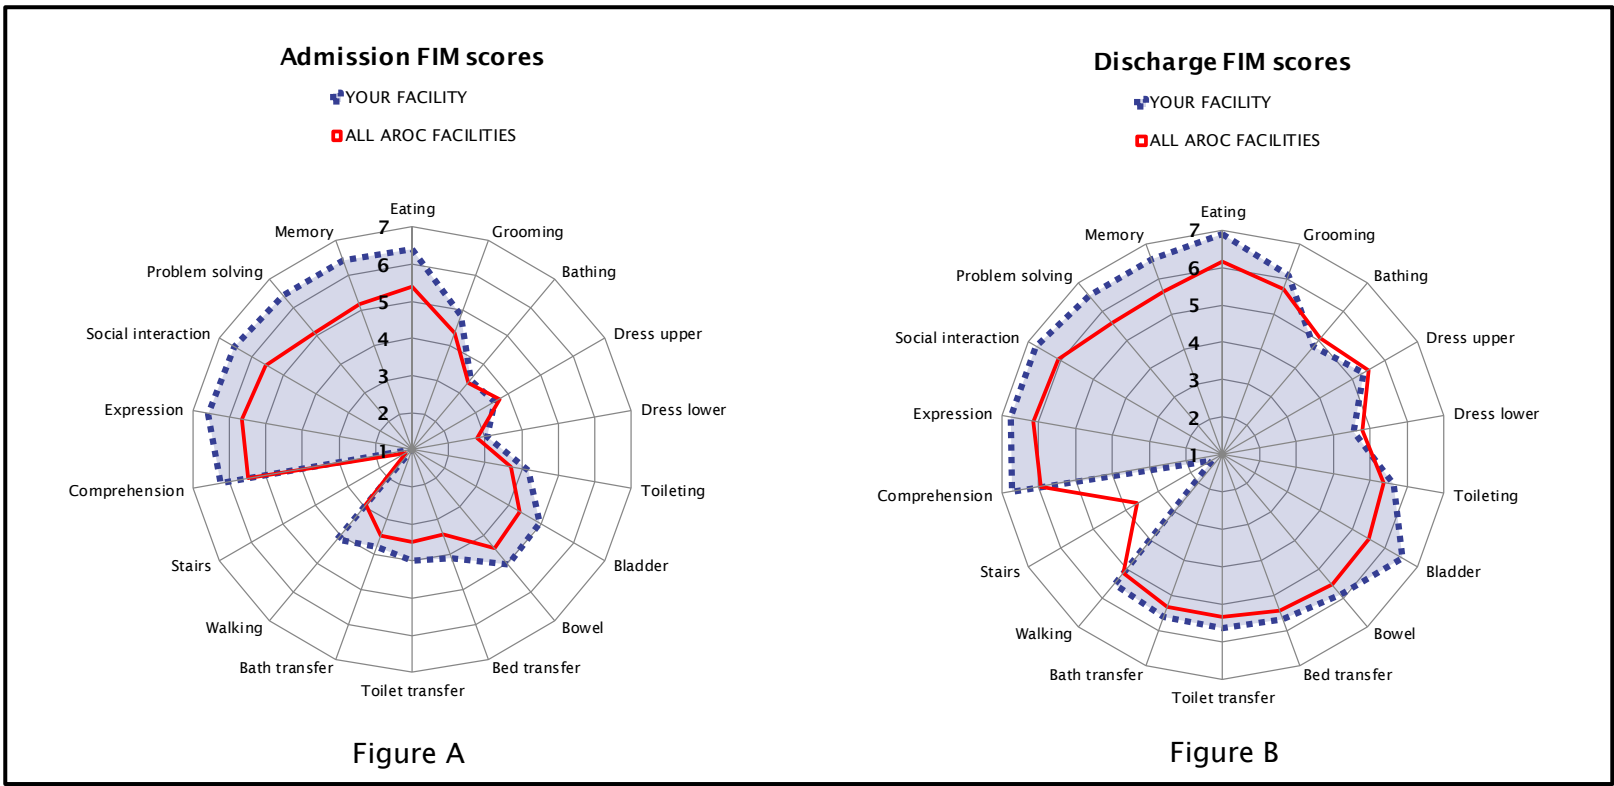 Admission FIM scores
YOUR FACILITY
ALL AROC FACILITIES
Eating
Grooming
Bathing
Dress upper
Dress lower
Toileting
Bladder
Bowel
Bed transfer
Toilet transfer
Bath transfer
Walking
Stairs
Comprehension
Expression
Social interaction
Problem solving
Memory
7
6
5
4
3
2
1
Figure A
Discharge FIM scores
YOUR FACILITY
ALL AROC FACILITIES
Eating
Grooming
Bathing
Dress upper
Dress lower
Toileting
Bladder
Bowel
Bed transfer
Toilet transfer
Bath transfer
Walking
Stairs
Comprehension
Expression
Social interaction
Problem solving
Memory
7
6
5
4
3
2
1
Figure B